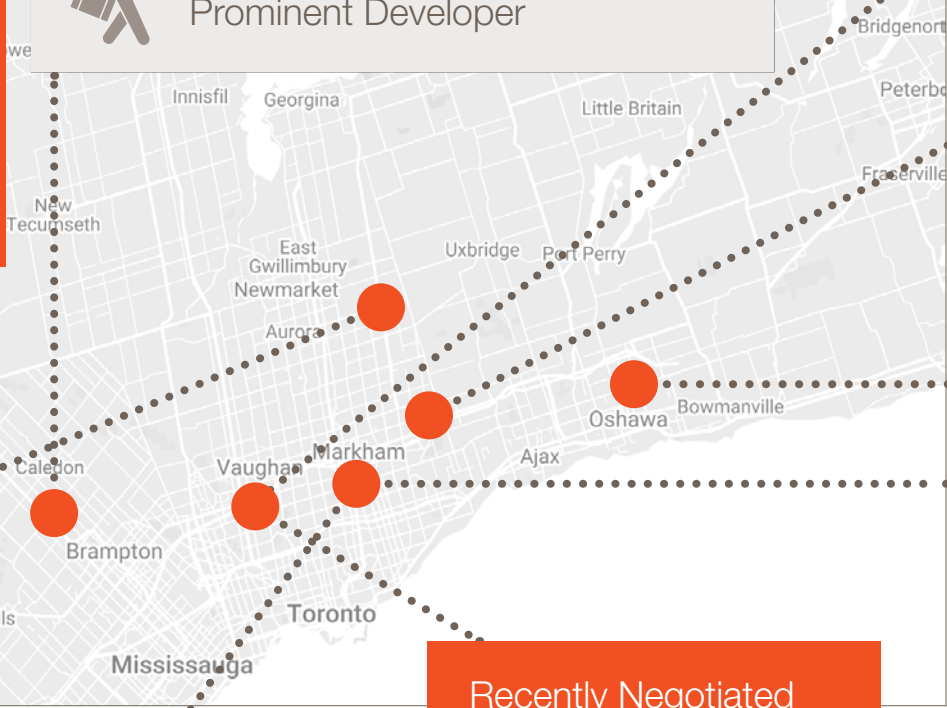 Prominent Developer
Bridgenort
Innisfil
Georgina
Little Britain
Peterbo
Fraserville
New
Tecumseth
East
Gwillimbury
Uxbridge
Port Perry
Newmarket
Aurora
Bowmanville
Oshawa
Markham
Ajax
Vaughan
Caledon
Brampton
Toronto
Mississauga
Recently Negotiated